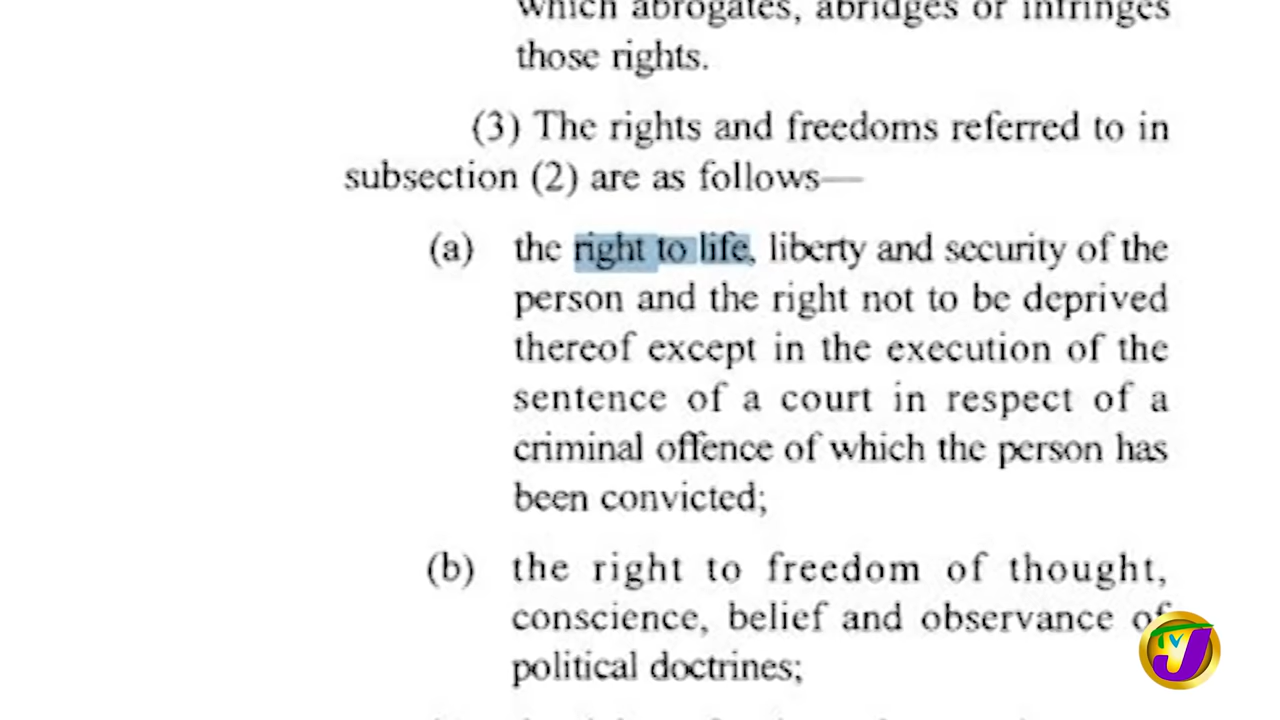 which abrogates, abridges or infringes
those rights.
(3) The rights and freedoms referred to in
subsection (2) are as follows—
(a) the right to life, liberty and security of the
person and the right not to be deprived
thereof except in the execution of the
sentence of a court in respect of a
criminal offence of which the person has
been convicted;
(b) the right to freedom of thought,
conscience, belief and observance of
political doctrines;
TVJ